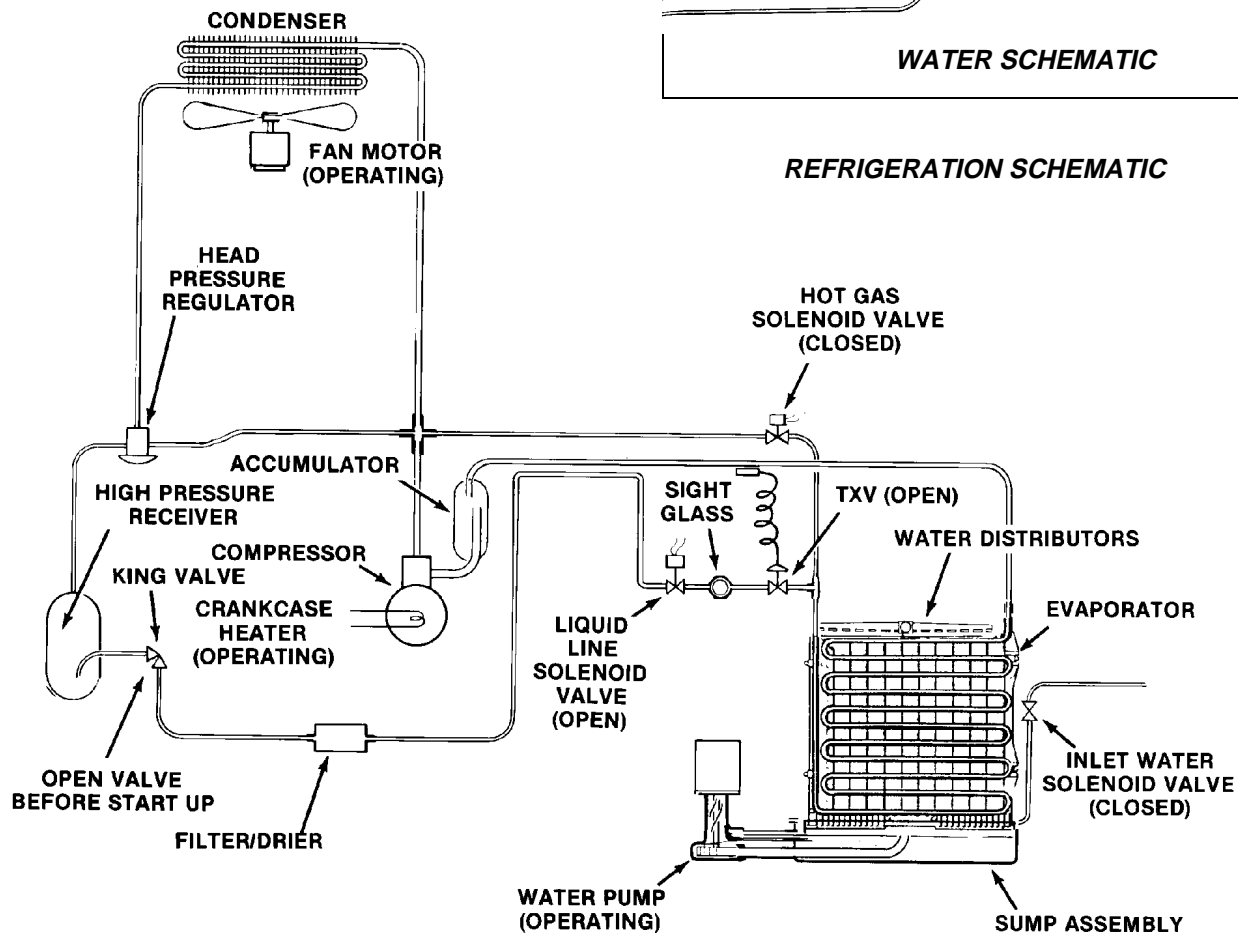 CONDENSER
WATER SCHEMATIC
FAN MOTOR
(OPERATING)
REFRIGERATION SCHEMATIC
HEAD
PRESSURE
REGULATOR
HOT GAS
SOLENOID VALVE
(CLOSED)
ACCUMULATOR
HIGH PRESSURE
RECEIVER
SIGHT
GLASS
TXV (OPEN)
WATER DISTRIBUTORS
COMPRESSOR
KING VALVE
CRANKCASE
HEATER
(OPERATING)
EVAPORATOR
LIQUID
LINE
SOLENOID
VALVE
(OPEN)
OPEN VALVE
BEFORE START UP
INLET WATER
SOLENOID VALVE
(CLOSED)
FILTER/DRIER
WATER PUMP
(OPERATING)
SUMP ASSEMBLY